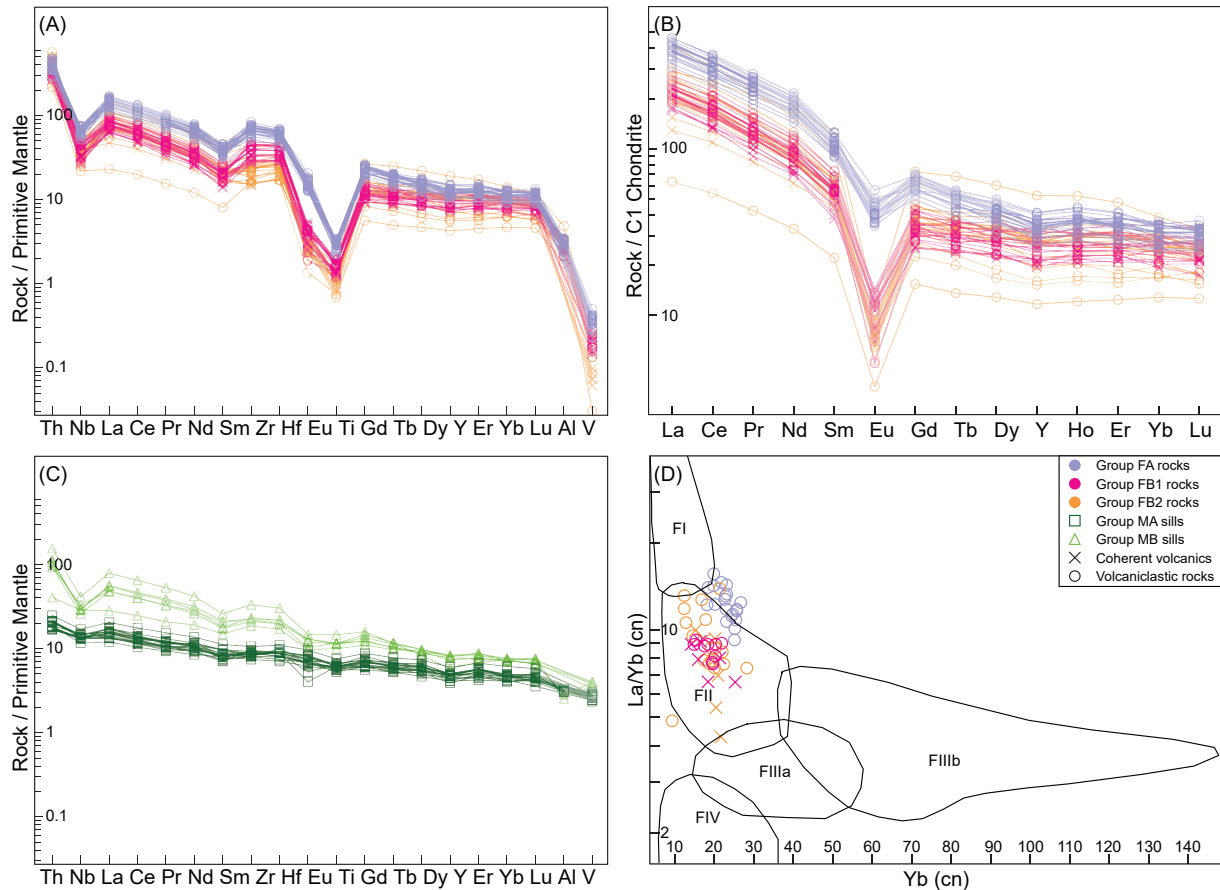 (A)
Rock / Primitive Mantle
100
10
1
0.1
Th Nb La Ce Pr Nd Sm Zr Hf Eu Ti Gd Tb Dy Y Er Yb Lu Al V
(B)
Rock / C1 Chondrite
100
10
La Ce Pr Nd Sm Eu Gd Tb Dy Y Ho Er Yb Lu
(C)
Rock / Primitive Mantle
100
10
1
0.1
Th Nb La Ce Pr Nd Sm Zr Hf Eu Ti Gd Tb Dy Y Er Yb Lu Al V
(D)
Group FA rocks
Group FB1 rocks
Group FB2 rocks
Group MA sills
Group MB sills
Coherent volcanics
Volcaniclastic rocks
La/Yb (cn)
10
2
FI
FII
FIIIa
FIIIb
FIV
10 20 30 40 50 60 70 80 90 100 110 120 130 140
Yb (cn)